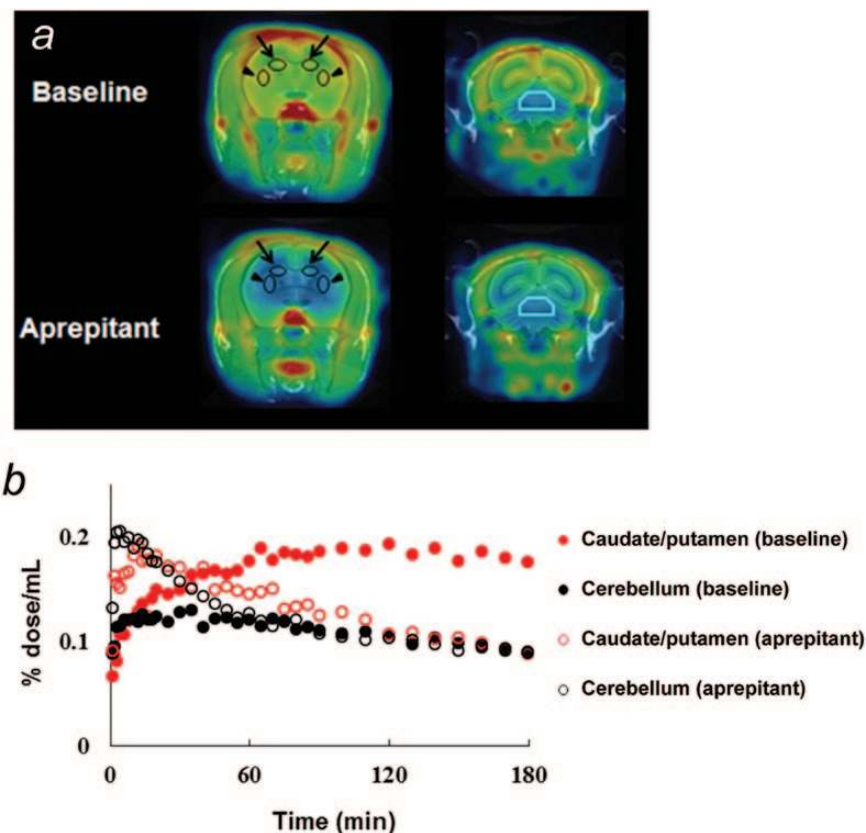 a
Baseline
Aprepitant
b
% dose/mL
0.2
0.1
0
0 60 120 180
Time (min)
Caudate/putamen (baseline)
Cerebellum (baseline)
Caudate/putamen (aprepitant)
Cerebellum (aprepitant)